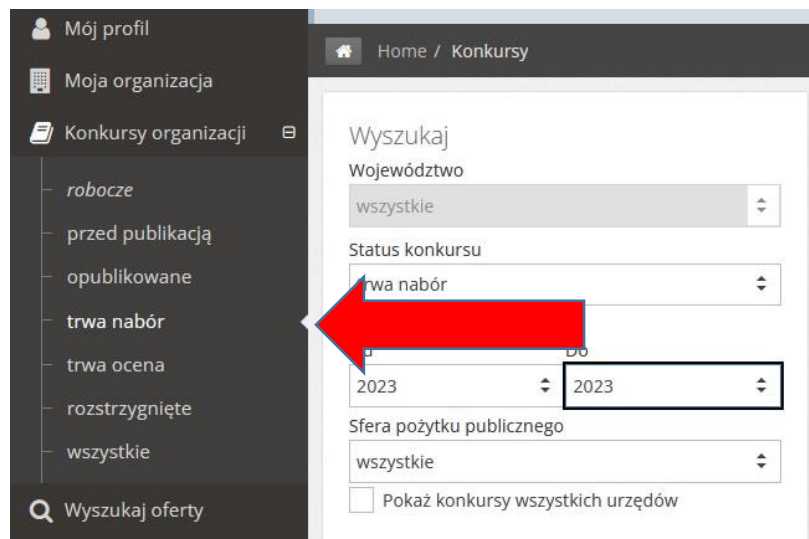 Mój profil
Moja organizacja
Konkursy organizacji
robocze
przed publikacją
opublikowane
trwa nabór
trwa ocena
rozstrzygnięte
wszystkie
Wyszukaj oferty
Home / Konkursy
Wyszukaj
Województwo
wszystkie
Status konkursu
trwa nabór
Do
2023 2023
Sfera pożytku publicznego
wszystkie
Pokaż konkursy wszystkich urzędów